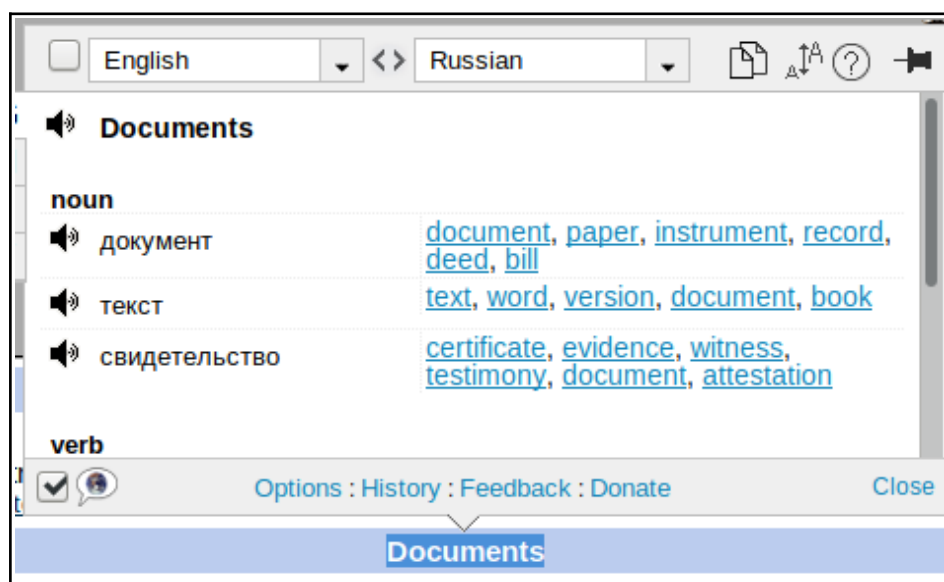 English <> Russian
Documents
noun
документ
document, paper, instrument, record,
deed, bill
текст
text, word, version, document, book
свидетельство
certificate, evidence, witness,
testimony, document, attestation
verb
Options : History : Feedback : Donate
Close
Documents